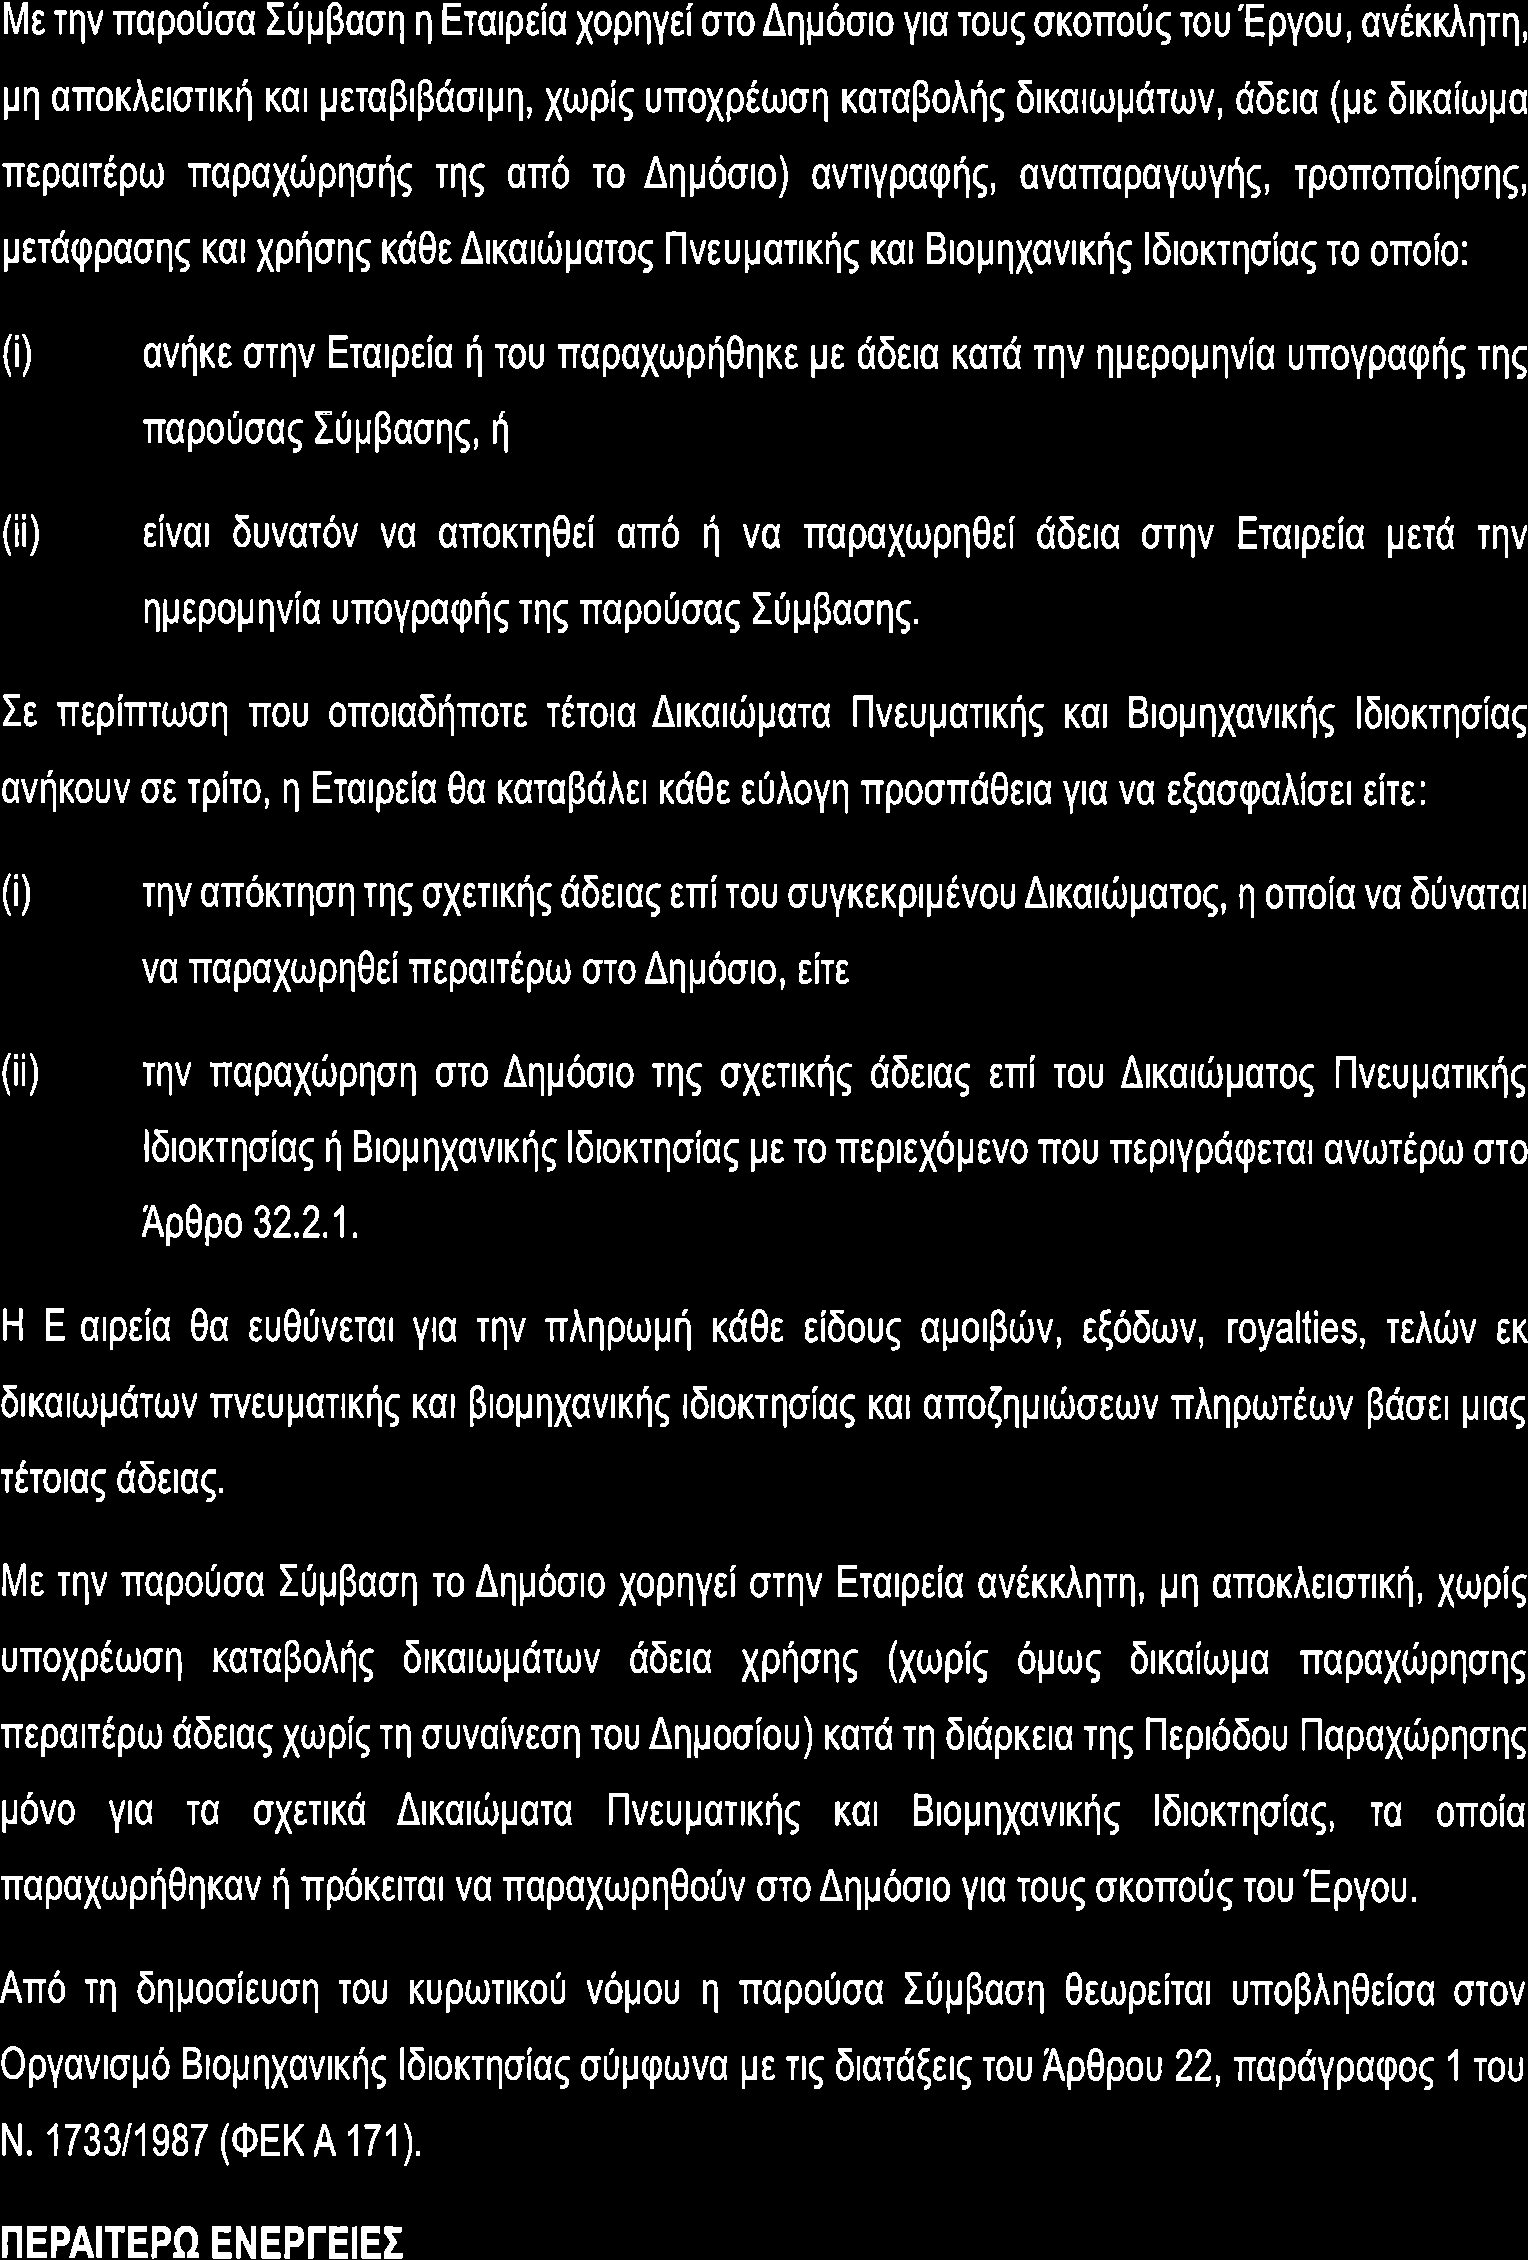 Με την παρούσα Σύμβαση η Εταιρεία χορηγεί στο Δημόσιο για τους σκοπούς του Έργου, ανέκκλητη,
μη αποκλειστική και μεταβιβάσιμη, χωρίς υποχρέωση καταβολής δικαιωμάτων, άδεια (με δικαίωμα
περαιτέρω παραχώρησής της από το Δημόσιο) αντιγραφής, αναπαραγωγής, τροποποίησης,
μετάφρασης και χρήσης κάθε Δικαιώματος Πνευματικής και Βιομηχανικής Ιδιοκτησίας το οποίο:
(i) ανήκε στην Εταιρεία ή του παραχωρήθηκε με άδεια κατά την ημερομηνία υπογραφής της
παρούσας Σύμβασης, ή
(ii) είναι δυνατόν να αποκτηθεί από ή να παραχωρηθεί άδεια στην Εταιρεία μετά την
ημερομηνία υπογραφής της παρούσας Σύμβασης.
Σε περίπτωση που οποιαδήποτε τέτοια Δικαιώματα Πνευματικής και Βιομηχανικής Ιδιοκτησίας
ανήκουν σε τρίτο, η Εταιρεία θα καταβάλει κάθε εύλογη προσπάθεια για να εξασφαλίσει είτε:
(i) την απόκτηση της σχετικής άδειας επί του συγκεκριμένου Δικαιώματος, η οποία να δύναται
να παραχωρηθεί περαιτέρω στο Δημόσιο, είτε
(ii) την παραχώρηση στο Δημόσιο της σχετικής άδειας επί του Δικαιώματος Πνευματικής
Ιδιοκτησίας ή Βιομηχανικής Ιδιοκτησίας με το περιεχόμενο που περιγράφεται ανωτέρω στο
Άρθρο 32.2.1.
Η Ε αιρεία θα ευθύνεται για την πληρωμή κάθε είδους αμοιβών, εξόδων, royalties, τελών εκ
δικαιωμάτων πνευματικής και βιομηχανικής ιδιοκτησίας και αποζημιώσεων πληρωτέων βάσει μιας
τέτοιας άδειας.
Με την παρούσα Σύμβαση το Δημόσιο χορηγεί στην Εταιρεία ανέκκλητη, μη αποκλειστική, χωρίς
υποχρέωση καταβολής δικαιωμάτων άδεια χρήσης (χωρίς όμως δικαίωμα παραχώρησης
περαιτέρω άδειας χωρίς τη συναίνεση του Δημοσίου) κατά τη διάρκεια της Περιόδου Παραχώρησης
μόνο για τα σχετικά Δικαιώματα Πνευματικής και Βιομηχανικής Ιδιοκτησίας, τα οποία
παραχωρήθηκαν ή πρόκειται να παραχωρηθούν στο Δημόσιο για τους σκοπούς του Έργου.
Από τη δημοσίευση του κυρωτικού νόμου η παρούσα Σύμβαση θεωρείται υποβληθείσα στον
Οργανισμό Βιομηχανικής Ιδιοκτησίας σύμφωνα με τις διατάξεις του Άρθρου 22, παράγραφος 1 του
Ν. 1733/1987 (ΦΕΚ Α 171).
ΠΕΡΑΙΤΕΡΩ ΕΝΕΡΓΕΙΕΣ